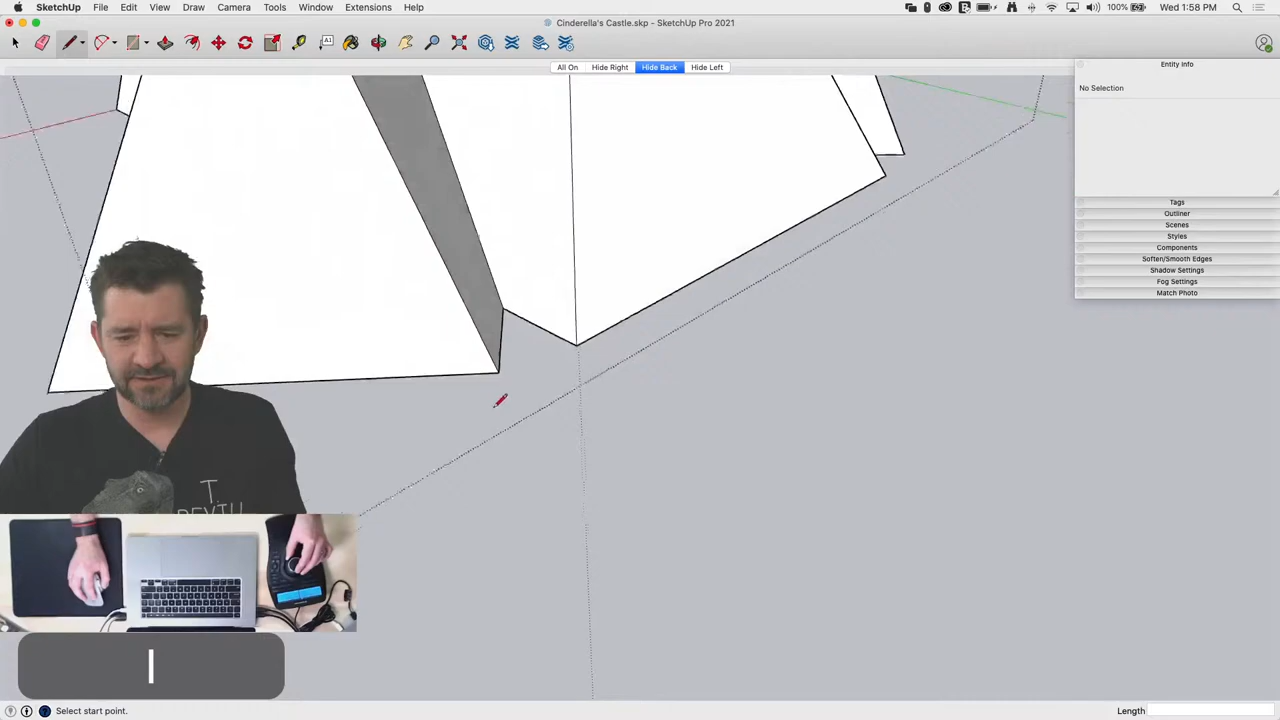 SketchUp File Edit View Draw Camera Tools Window Extensions Help 100% Wed 1:58 PM
Cinderella's Castle.skp - SketchUp Pro 2021
A1
All On Hide Right Hide Back Hide Left
Entity Info
No Selection
Tags
Outliner
Scenes
Styles
Components
Soften/Smooth Edges
Shadow Settings
Fog Settings
Match Photo
T.
l
Select start point.
Length